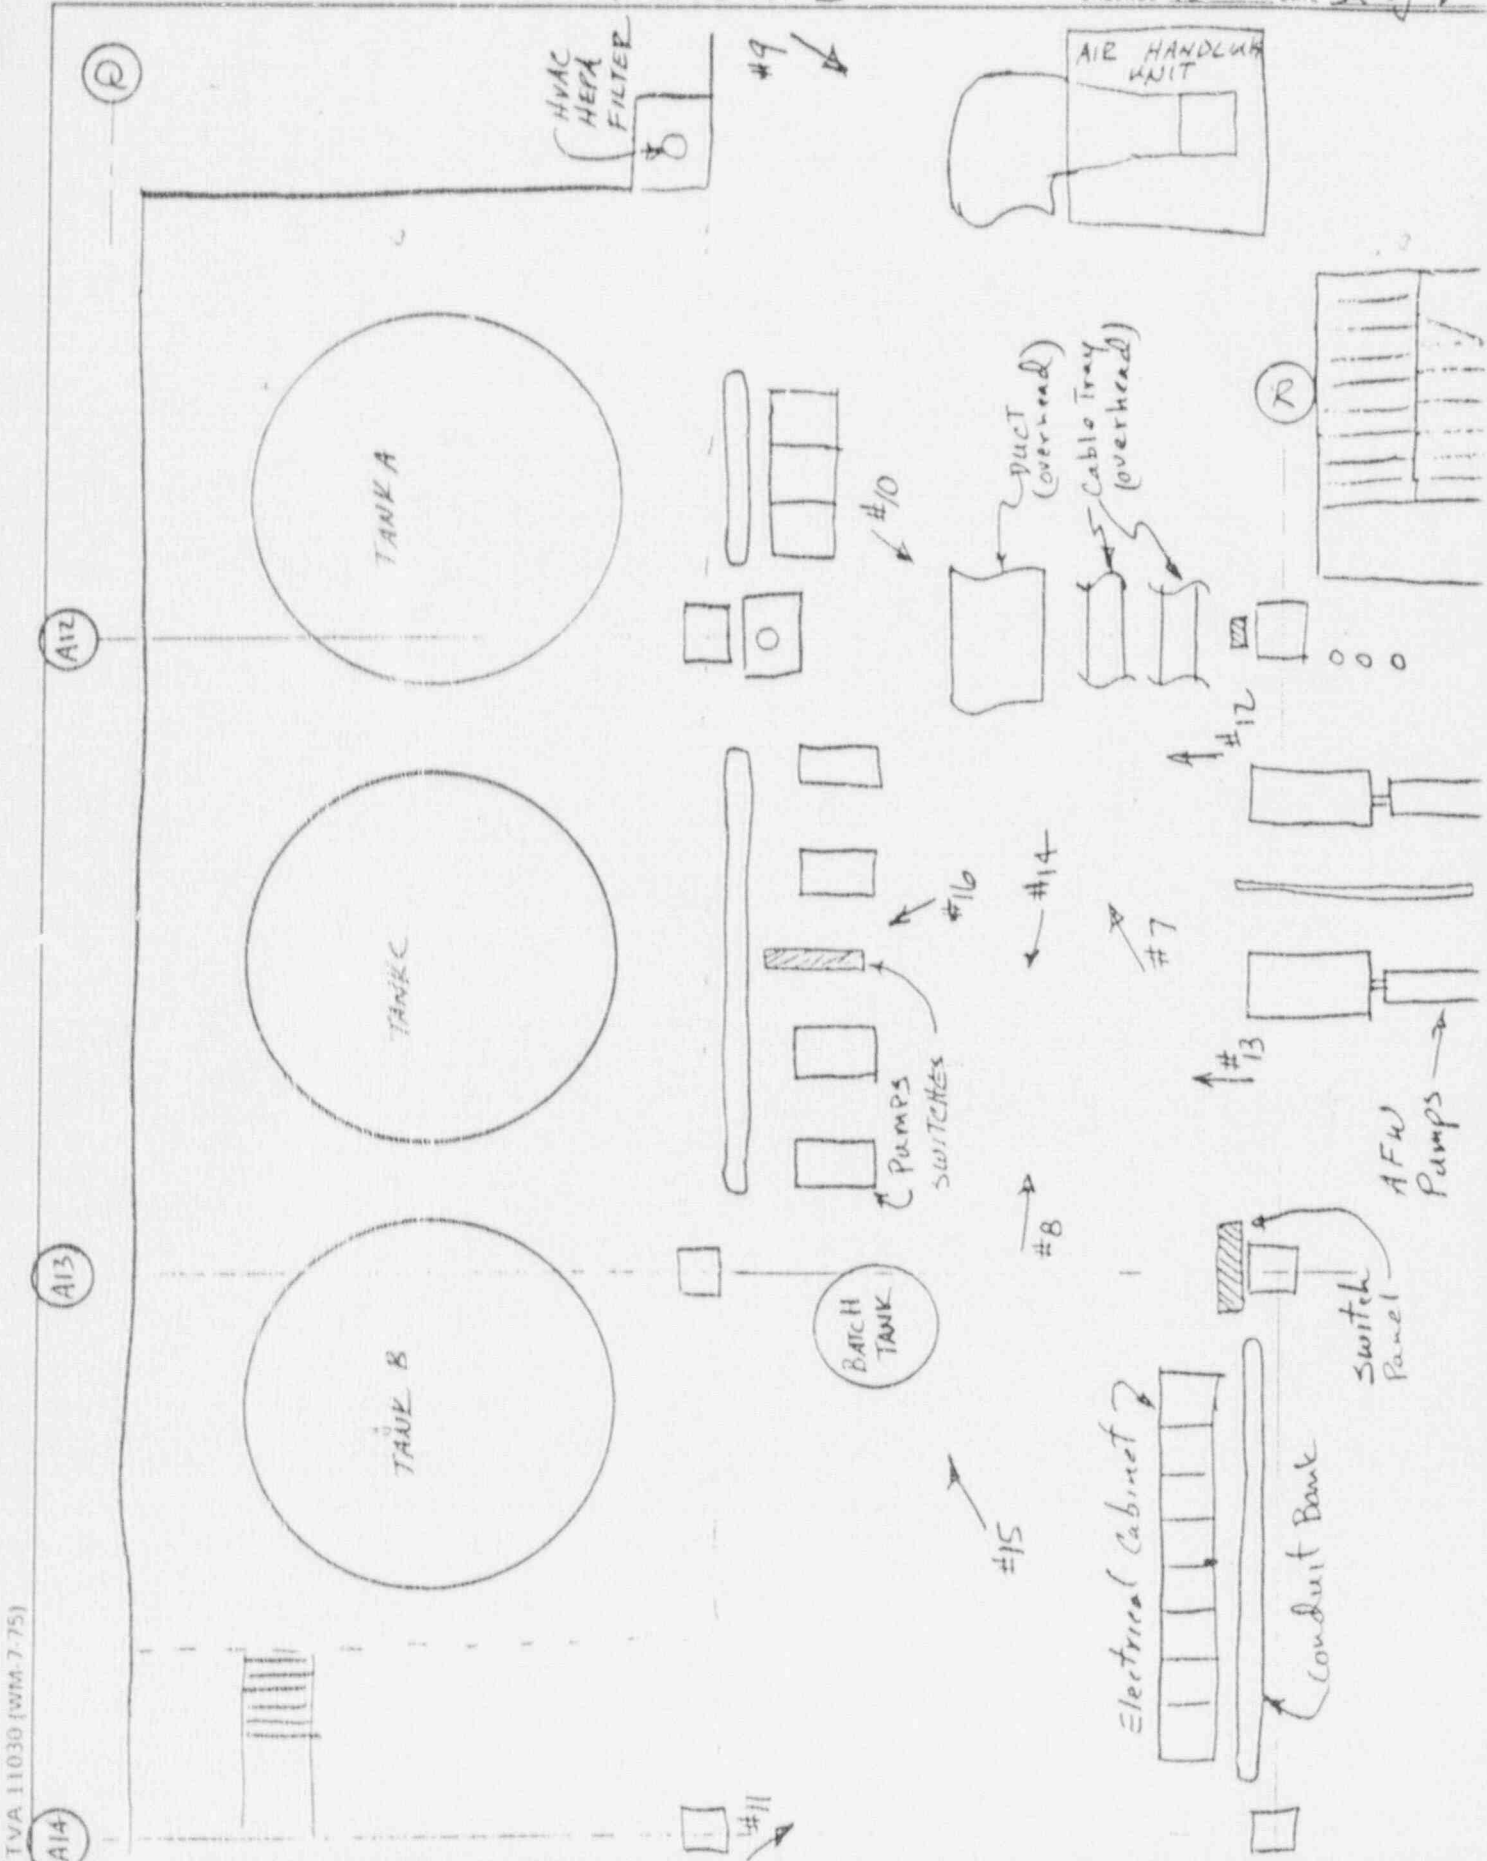 TVA 11030 (WM-7-75)
A14
A13
A12
Q
HVAC
HEPA
FILTER
#9
AIR HANDLING
UNIT
TANK A
TANK C
TANK B
#10
DUCT
(overhead)
Cable Tray
(overhead)
R
#12
#16
#14
#7
Pumps
SWITCHES
#13
#8
AFW
Pumps
BATCH
TANK
Switch
Panel
#15
Electrical Cabinet
Conduit Bank
#11